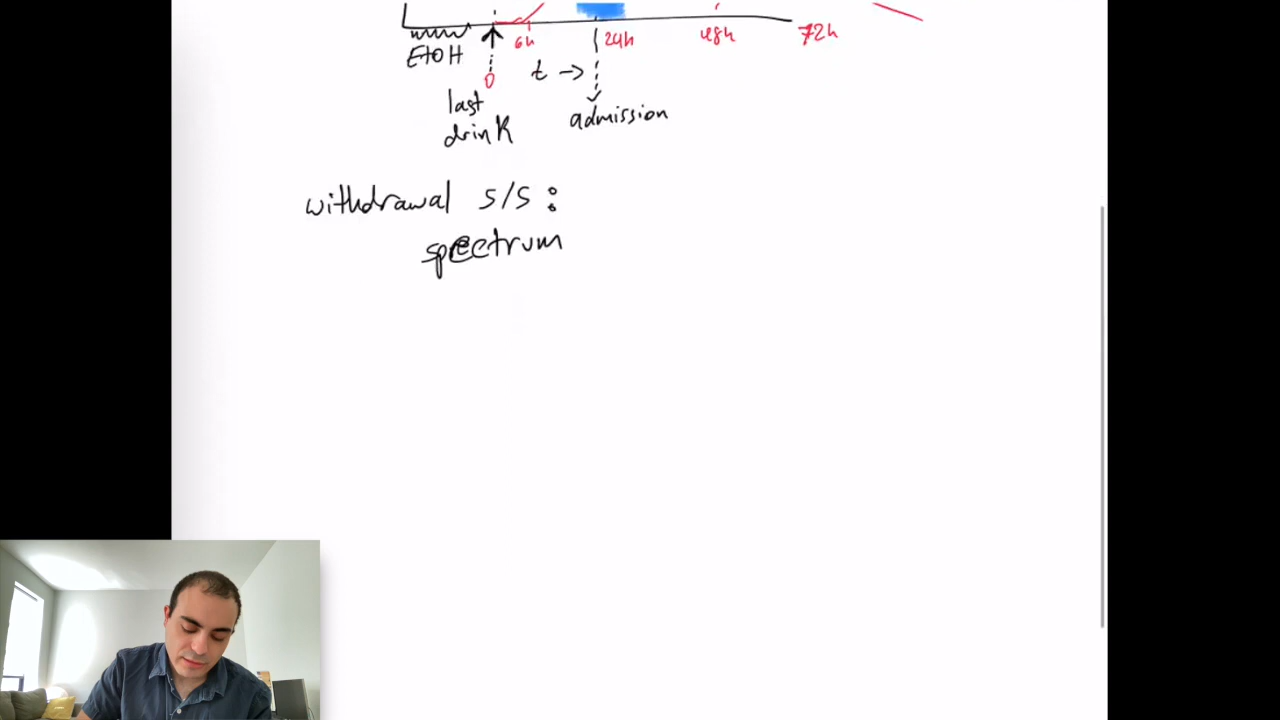 6h 24h 48h 72h
EtOH
0 t →
last
drink
admission
withdrawal s/s :
spectrum